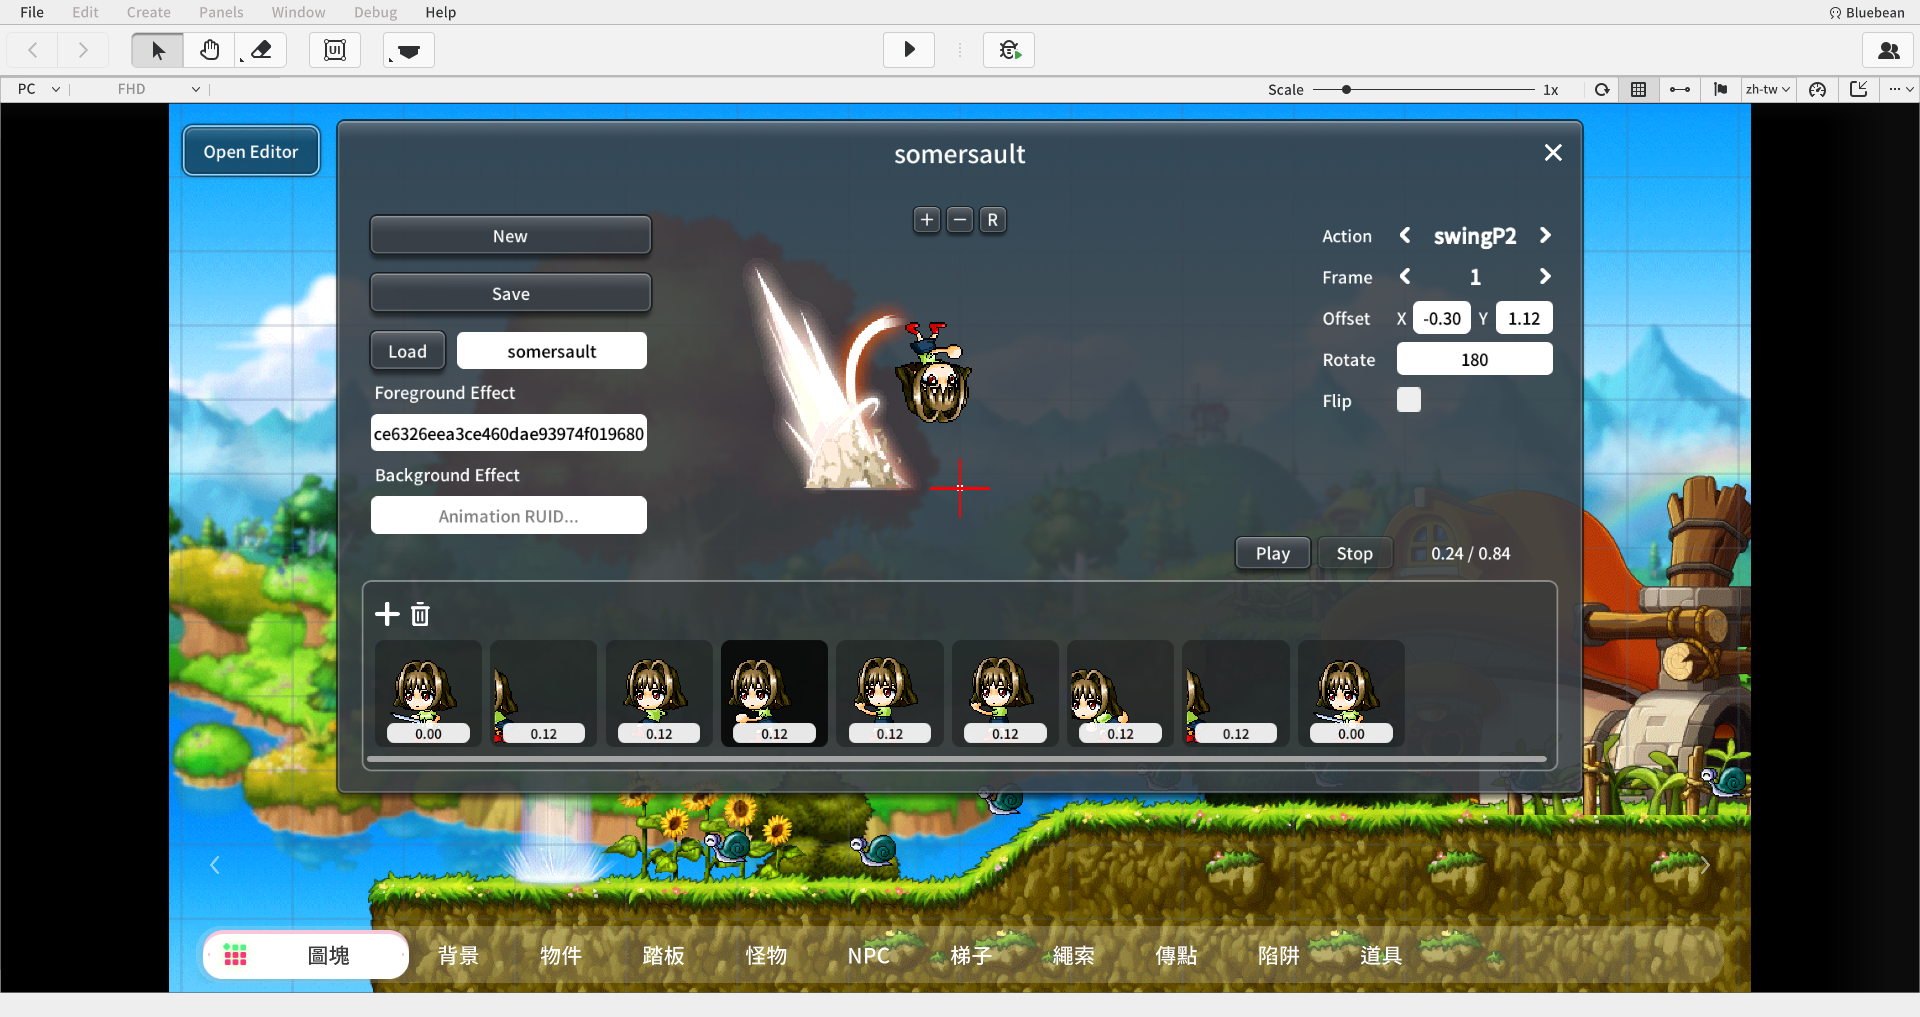 File Edit Create Panels Window Debug Help Bluebean
UI
PC FHD Scale 1x zh-tw
Open Editor
somersault
+ − R
New
Save
Load somersault
Foreground Effect
ce6326eea3ce460dae93974f019680
Background Effect
Animation RUID...
Action swingP2
Frame 1
Offset X -0.30 Y 1.12
Rotate 180
Flip
Play Stop 0.24 / 0.84
0.00 0.12 0.12 0.12 0.12 0.12 0.12 0.12 0.00
圖塊 背景 物件 踏板 怪物 NPC 梯子 繩索 傳點 陷阱 道具